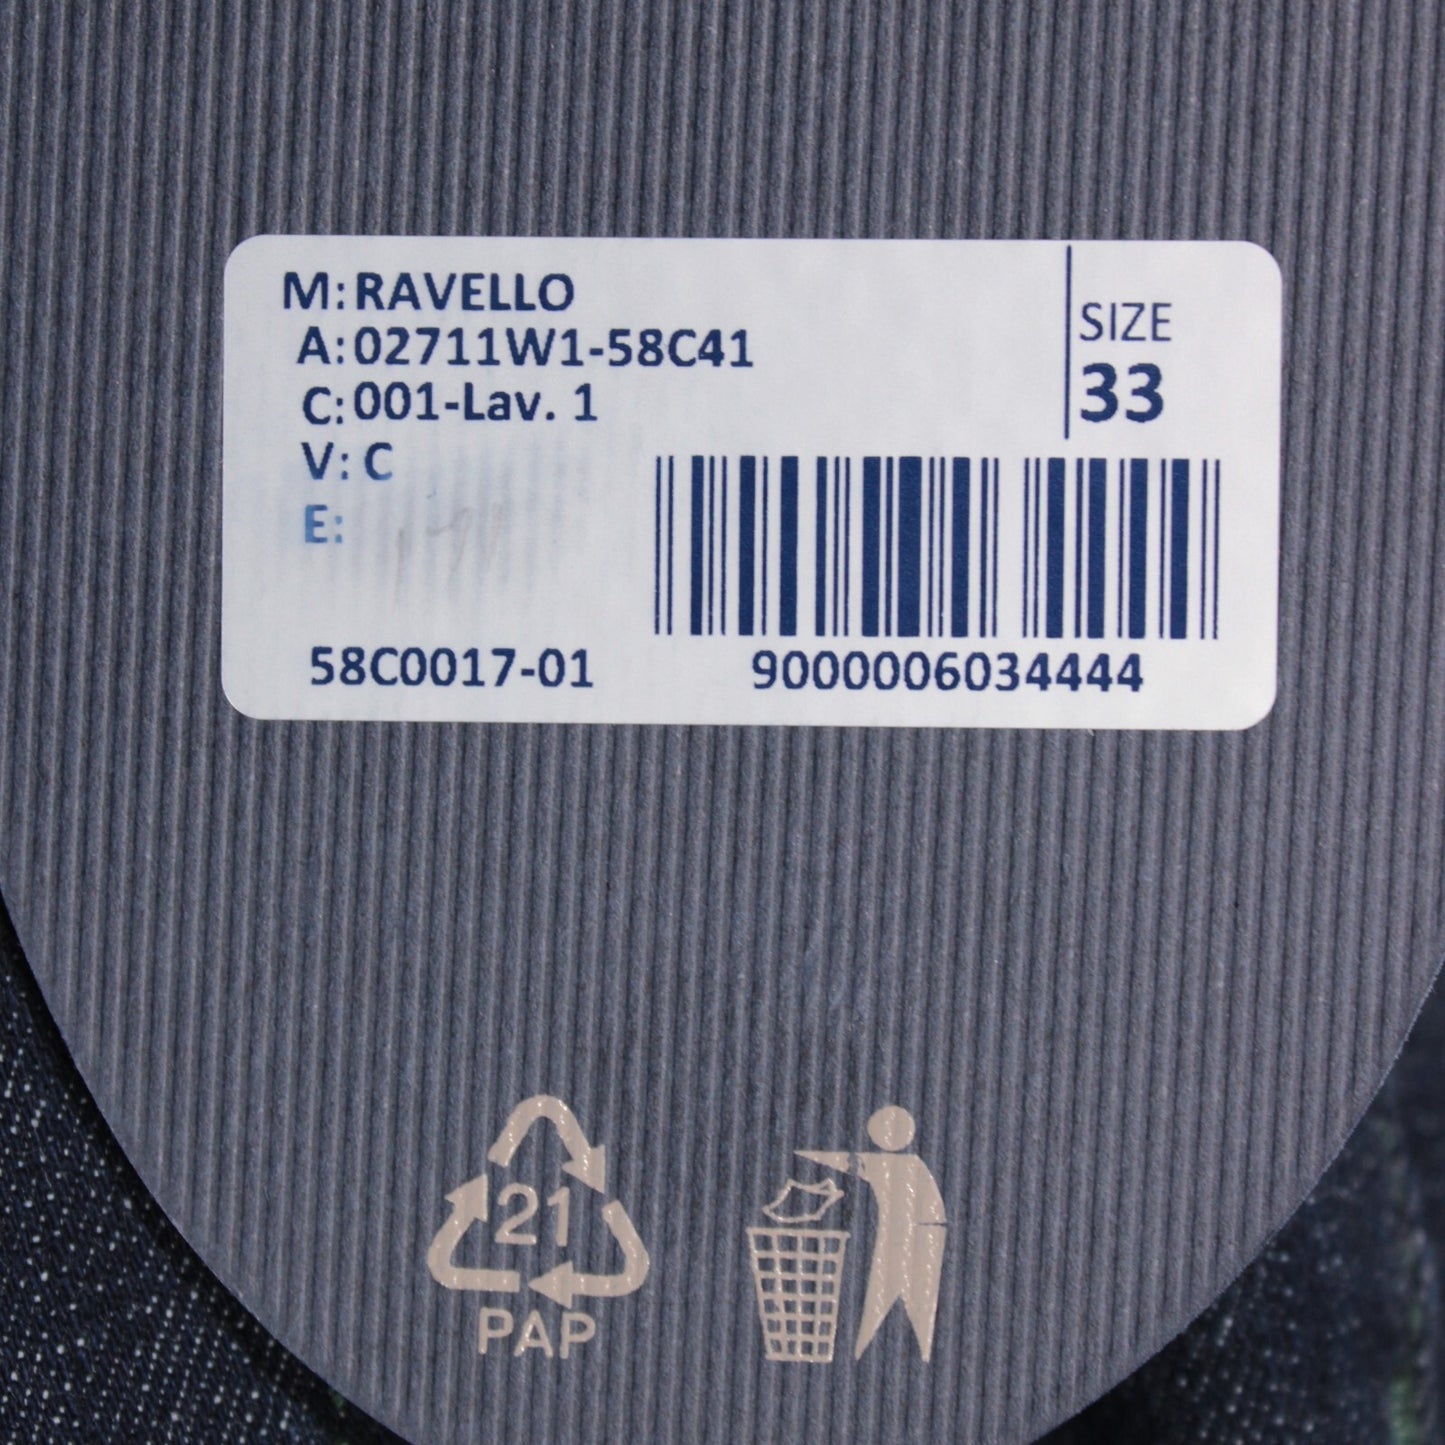 M: RAVELLO
A: 02711W1-58C41
C: 001-Lav. 1
V: C
E:
SIZE
33
58C0017-01
9000006034444
21
PAP